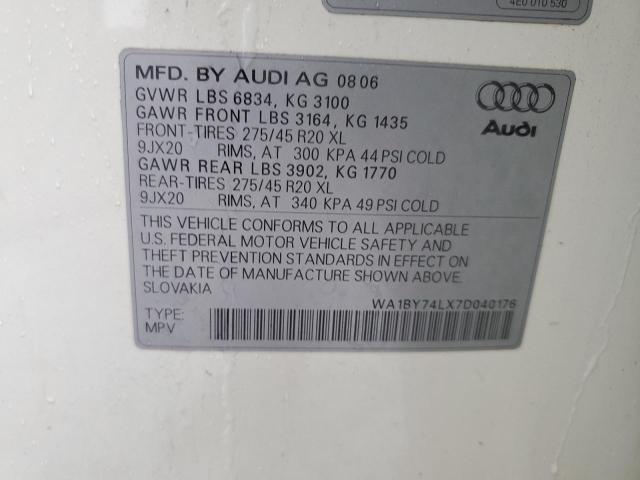 4E0 010 530
MFD. BY AUDI AG 08 06
GVWR LBS 6834, KG 3100
GAWR FRONT LBS 3164, KG 1435
FRONT-TIRES 275/45 R20 XL
9JX20 RIMS, AT 300 KPA 44 PSI COLD
GAWR REAR LBS 3902, KG 1770
REAR-TIRES 275/45 R20 XL
9JX20 RIMS, AT 340 KPA 49 PSI COLD
Audi
THIS VEHICLE CONFORMS TO ALL APPLICABLE
U.S. FEDERAL MOTOR VEHICLE SAFETY AND
THEFT PREVENTION STANDARDS IN EFFECT ON
THE DATE OF MANUFACTURE SHOWN ABOVE.
SLOVAKIA
WA1BY74LX7D040176
TYPE:
MPV